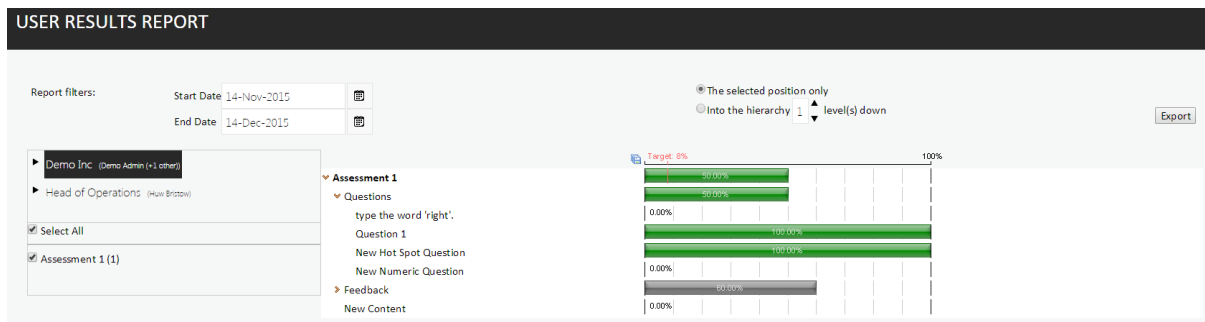 USER RESULTS REPORT
Report filters:
Start Date 14-Nov-2015
End Date 14-Dec-2015
The selected position only
Into the hierarchy 1 level(s) down
Export
Demo Inc (Demo Admin (+1 other))
Head of Operations (Huw Bristow)
Select All
Assessment 1 (1)
Target: 8% 100%
Assessment 1 50.00%
Questions 50.00%
type the word 'right'. 0.00%
Question 1 100.00%
New Hot Spot Question 100.00%
New Numeric Question 0.00%
Feedback 60.00%
New Content 0.00%